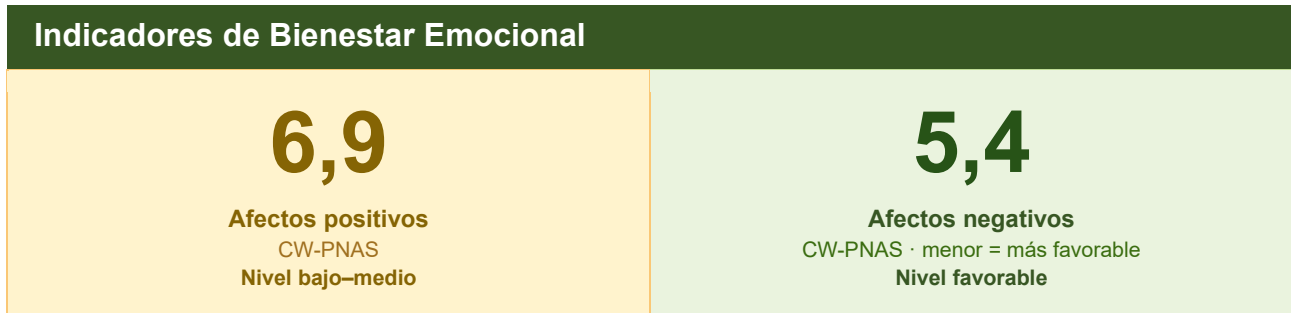 Indicadores de Bienestar Emocional
6,9
Afectos positivos
CW-PNAS
Nivel bajo–medio
5,4
Afectos negativos
CW-PNAS · menor = más favorable
Nivel favorable